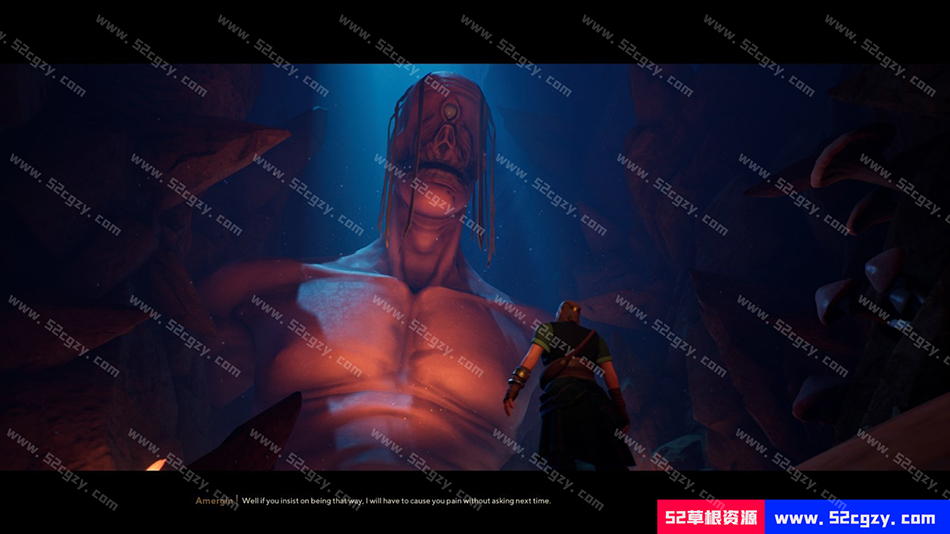 www.52cgzy.com
Amergin | Well if you insist on being that way, I will have to cause you pain without asking next time.
52草根资源 www.52cgzy.com